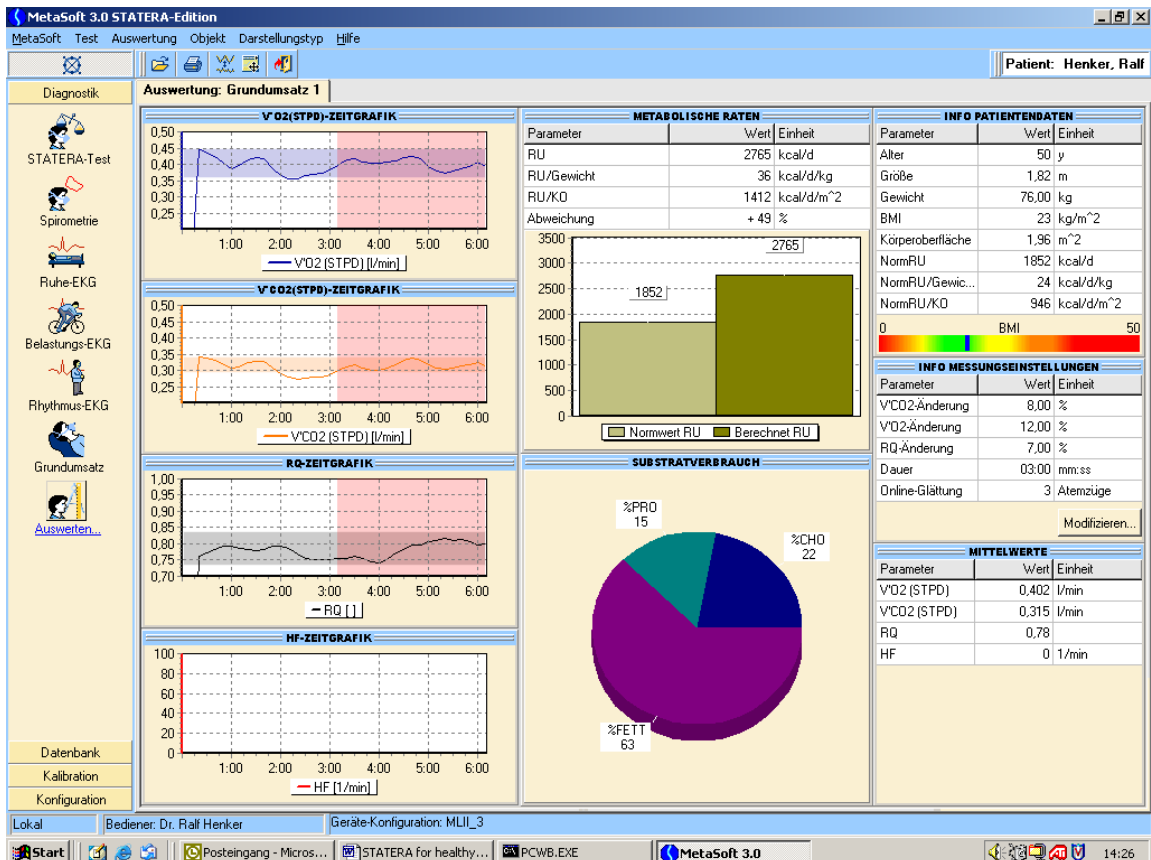 MetaSoft 3.0 STATERA-Edition
MetaSoft Test Auswertung Objekt Darstellungstyp Hilfe
Patient: Henker, Ralf
Diagnostik
STATERA-Test
Spirometrie
Ruhe-EKG
Belastungs-EKG
Rhythmus-EKG
Grundumsatz
Auswerten...
Datenbank
Kalibration
Konfiguration
Auswertung: Grundumsatz 1
V'O2(STPD)-ZEITGRAFIK
0,50
0,45
0,40
0,35
0,30
0,25
1:00 2:00 3:00 4:00 5:00 6:00
V'O2 (STPD) [l/min]
V'CO2(STPD)-ZEITGRAFIK
0,50
0,45
0,40
0,35
0,30
0,25
1:00 2:00 3:00 4:00 5:00 6:00
V'CO2 (STPD) [l/min]
RQ-ZEITGRAFIK
1,00
0,95
0,90
0,85
0,80
0,75
0,70
1:00 2:00 3:00 4:00 5:00 6:00
RQ [ ]
HF-ZEITGRAFIK
100
80
60
40
20
0
1:00 2:00 3:00 4:00 5:00 6:00
HF [1/min]
METABOLISCHE RATEN
Parameter Wert Einheit
RU 2765 kcal/d
RU/Gewicht 36 kcal/d/kg
RU/KO 1412 kcal/d/m^2
Abweichung + 49 %
3500
3000
2500
2000
1500
1000
500
0
1852
2765
Normwert RU Berechnet RU
SUBSTRATVERBRAUCH
%PRO
15
%CHO
22
%FETT
63
INFO PATIENTENDATEN
Parameter Wert Einheit
Alter 50 y
Größe 1,82 m
Gewicht 76,00 kg
BMI 23 kg/m^2
Körperoberfläche 1,96 m^2
NormRU 1852 kcal/d
NormRU/Gewic... 24 kcal/d/kg
NormRU/KO 946 kcal/d/m^2
0 BMI 50
INFO MESSUNGSEINSTELLUNGEN
Parameter Wert Einheit
V'CO2-Änderung 8,00 %
V'O2-Änderung 12,00 %
RQ-Änderung 7,00 %
Dauer 03:00 mm:ss
Online-Glättung 3 Atemzüge
Modifizieren...
MITTELWERTE
Parameter Wert Einheit
V'O2 (STPD) 0,402 l/min
V'CO2 (STPD) 0,315 l/min
RQ 0,78
HF 0 1/min
Lokal Bediener: Dr. Ralf Henker Geräte-Konfiguration: MLII_3
Start Posteingang - Micros... STATERA for healthy... PCWB.EXE MetaSoft 3.0 14:26